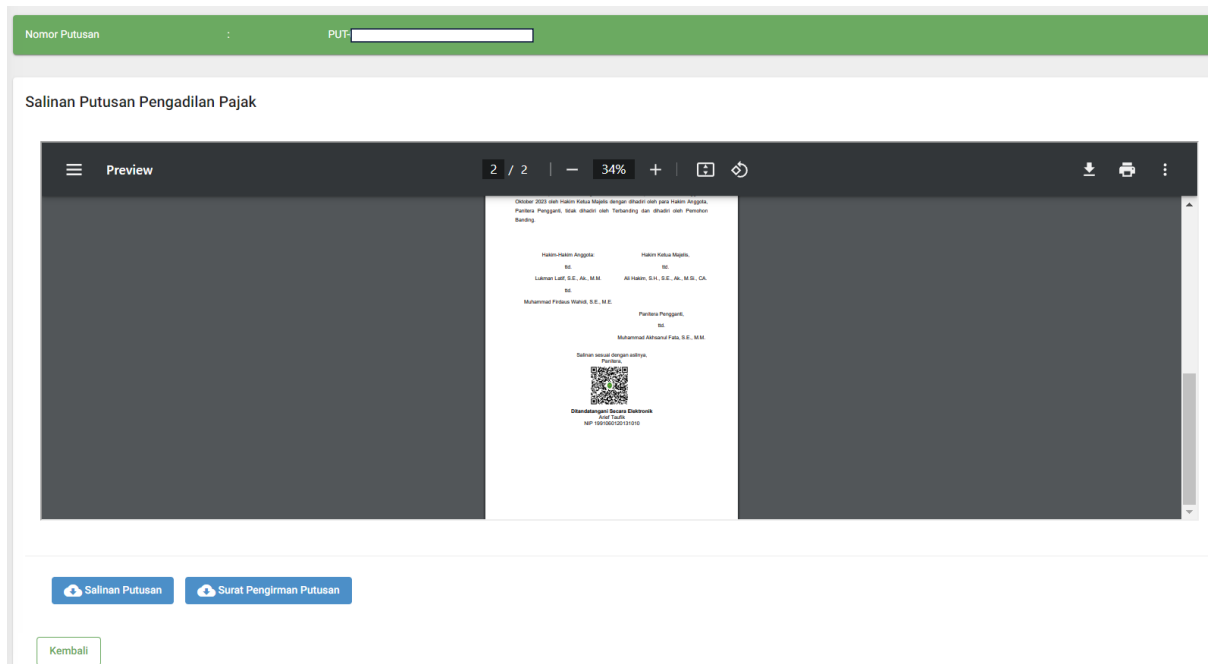 Nomor Putusan : PUT-
Salinan Putusan Pengadilan Pajak
Preview 2 / 2 34%
Oktober 2023 oleh Hakim Ketua Majelis dengan dihadiri oleh para Hakim Anggota,
Panitera Pengganti, tidak dihadiri oleh Terbanding dan dihadiri oleh Pemohon
Banding.
Hakim-Hakim Anggota: Hakim Ketua Majelis,
ttd. ttd.
Lukman Latif, S.E., Ak., M.M. Ali Hakim, S.H., S.E., Ak., M.Si., CA.
ttd.
Muhammad Firdaus Wahidi, S.E., M.E.
Panitera Pengganti,
ttd.
Muhammad Akhsanul Fata, S.E., M.M.
Salinan sesuai dengan aslinya,
Panitera,
Ditandatangani Secara Elektronik
Arief Taufik
NIP
Salinan Putusan Surat Pengirman Putusan
Kembali